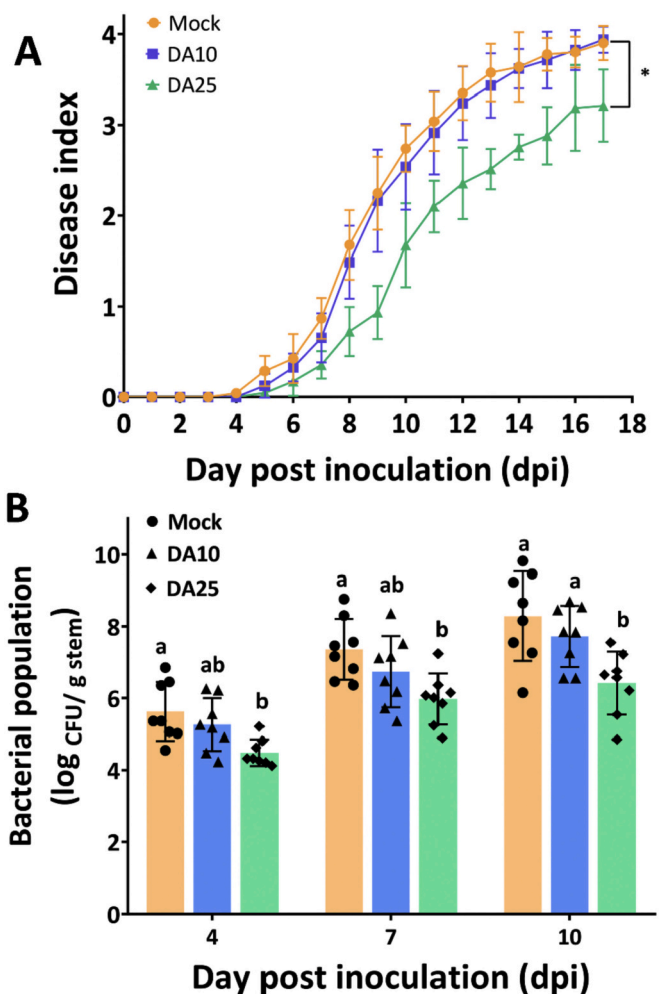 A
Mock
DA10
DA25
*
4
3
2
1
0
Disease index
0 2 4 6 8 10 12 14 16 18
Day post inoculation (dpi)
B
Mock
DA10
DA25
10
8
6
4
2
0
Bacterial population
(log CFU/ g stem)
a ab b
a ab b
a a b
4 7 10
Day post inoculation (dpi)